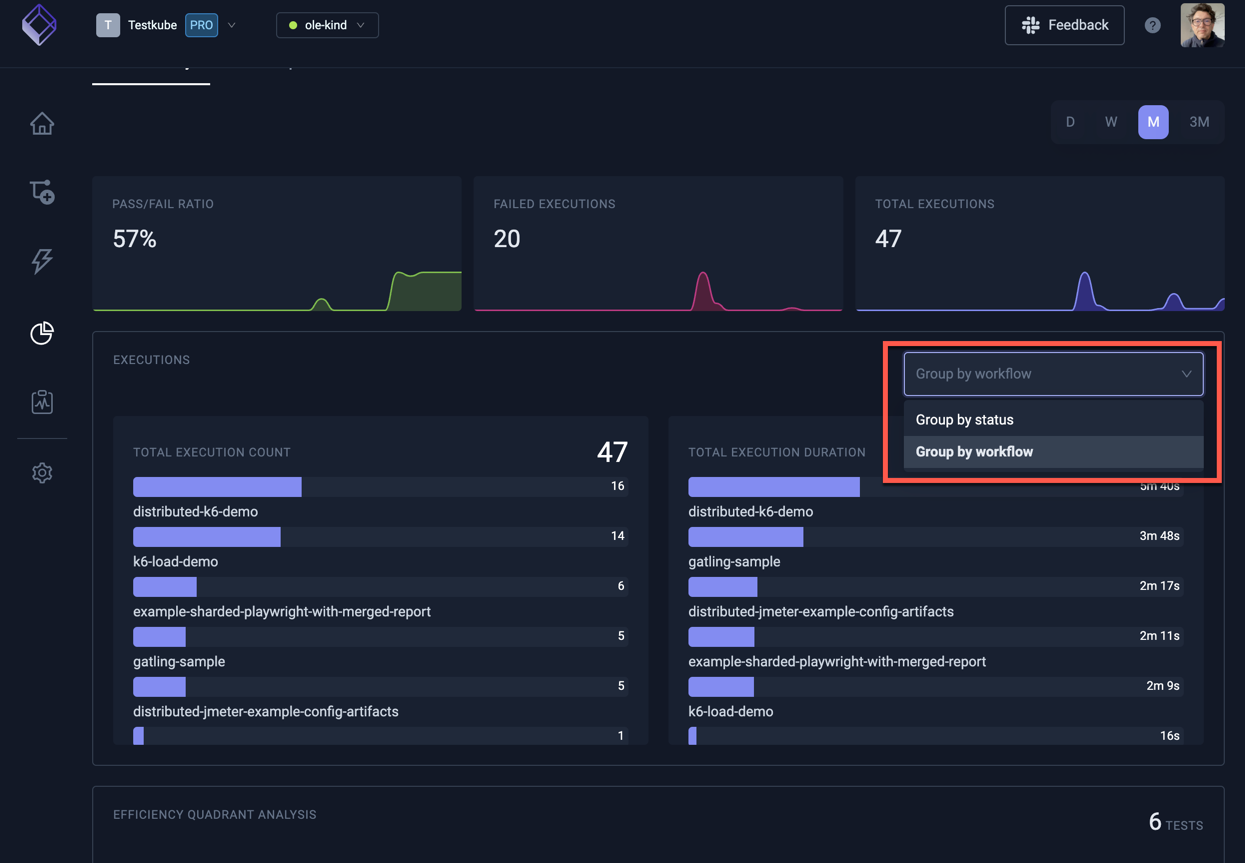 T Testkube PRO ole-kind Feedback ?
D W M 3M
PASS/FAIL RATIO
57%
FAILED EXECUTIONS
20
TOTAL EXECUTIONS
47
EXECUTIONS
Group by workflow
Group by status
Group by workflow
TOTAL EXECUTION COUNT 47
16
distributed-k6-demo
14
k6-load-demo
6
example-sharded-playwright-with-merged-report
5
gatling-sample
5
distributed-jmeter-example-config-artifacts
1
TOTAL EXECUTION DURATION
5m 40s
distributed-k6-demo
3m 48s
gatling-sample
2m 17s
distributed-jmeter-example-config-artifacts
2m 11s
example-sharded-playwright-with-merged-report
2m 9s
k6-load-demo
16s
EFFICIENCY QUADRANT ANALYSIS
6 TESTS